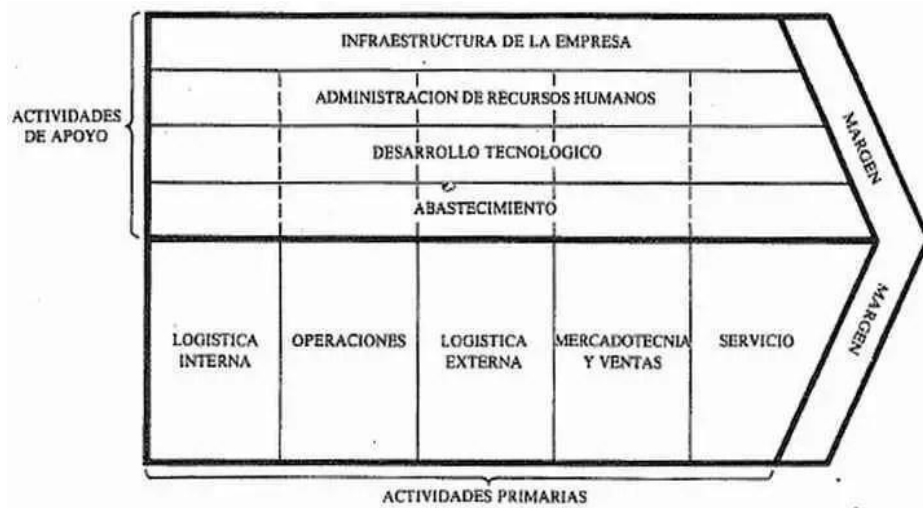 INFRAESTRUCTURA DE LA EMPRESA
ADMINISTRACION DE RECURSOS HUMANOS
ACTIVIDADES
DE APOYO
DESARROLLO TECNOLOGICO
ABASTECIMIENTO
MARGEN
MARGEN
LOGISTICA
INTERNA
OPERACIONES
LOGISTICA
EXTERNA
MERCADOTECNIA
Y VENTAS
SERVICIO
ACTIVIDADES PRIMARIAS